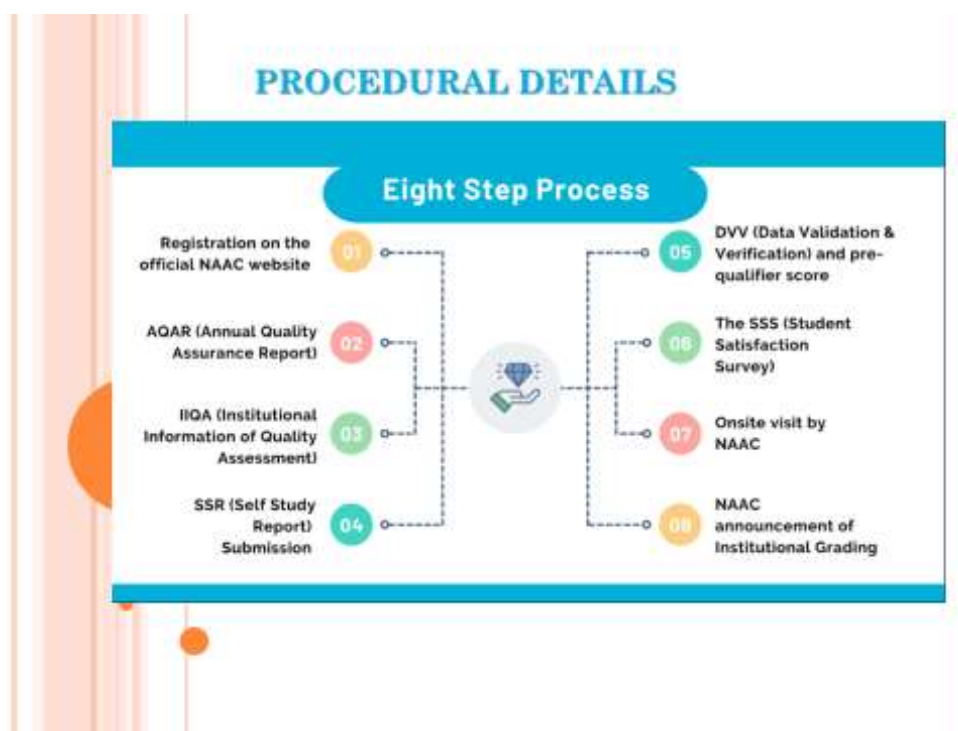 PROCEDURAL DETAILS
Eight Step Process
Registration on the
official NAAC website
01
AQAR (Annual Quality
Assurance Report)
02
IIQA (Institutional
Information of Quality
Assessment)
03
SSR (Self Study
Report)
Submission
04
DVV (Data Validation &
Verification) and pre-
qualifier score
05
The SSS (Student
Satisfaction
Survey)
06
Onsite visit by
NAAC
07
NAAC
announcement of
Institutional Grading
08